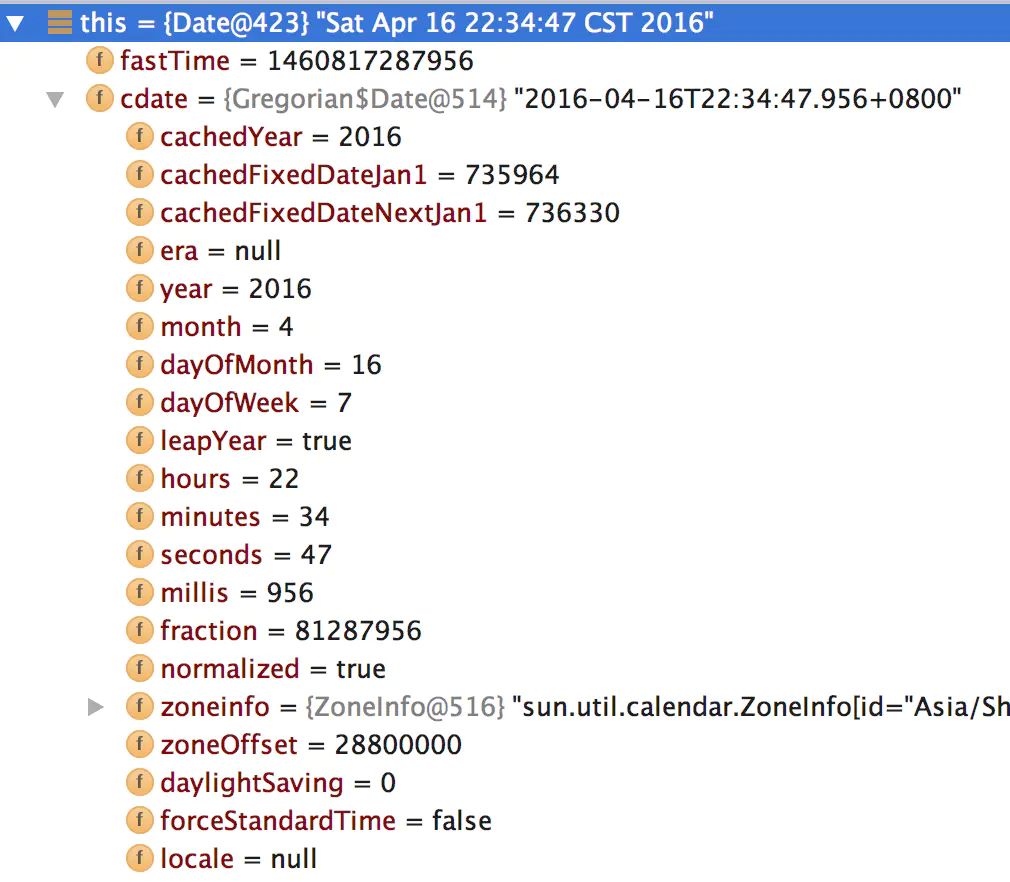 this = {Date@423} "Sat Apr 16 22:34:47 CST 2016"
f fastTime = 1460817287956
f cdate = {Gregorian$Date@514} "2016-04-16T22:34:47.956+0800"
f cachedYear = 2016
f cachedFixedDateJan1 = 735964
f cachedFixedDateNextJan1 = 736330
f era = null
f year = 2016
f month = 4
f dayOfMonth = 16
f dayOfWeek = 7
f leapYear = true
f hours = 22
f minutes = 34
f seconds = 47
f millis = 956
f fraction = 81287956
f normalized = true
f zoneinfo = {ZoneInfo@516} "sun.util.calendar.ZoneInfo[id="Asia/Sh
f zoneOffset = 28800000
f daylightSaving = 0
f forceStandardTime = false
f locale = null